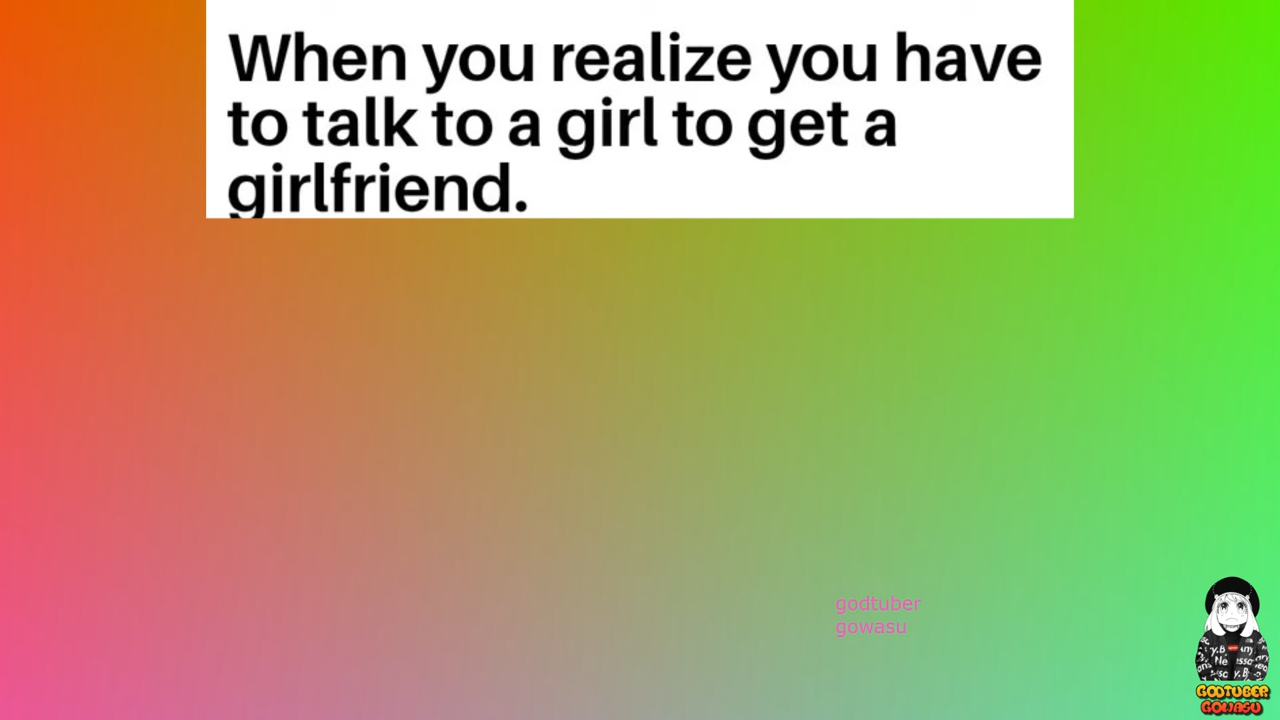 When you realize you have
to talk to a girl to get a
girlfriend.
godtuber
gowasu
GODTUBER
GOWASU